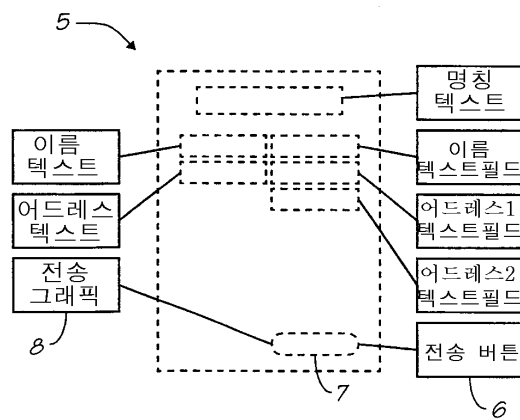 5
명칭
텍스트
이름
텍스트
이름
텍스트필드
어드레스
텍스트
어드레스1
텍스트필드
전송
그래픽
어드레스2
텍스트필드
8
7
전송 버튼
6